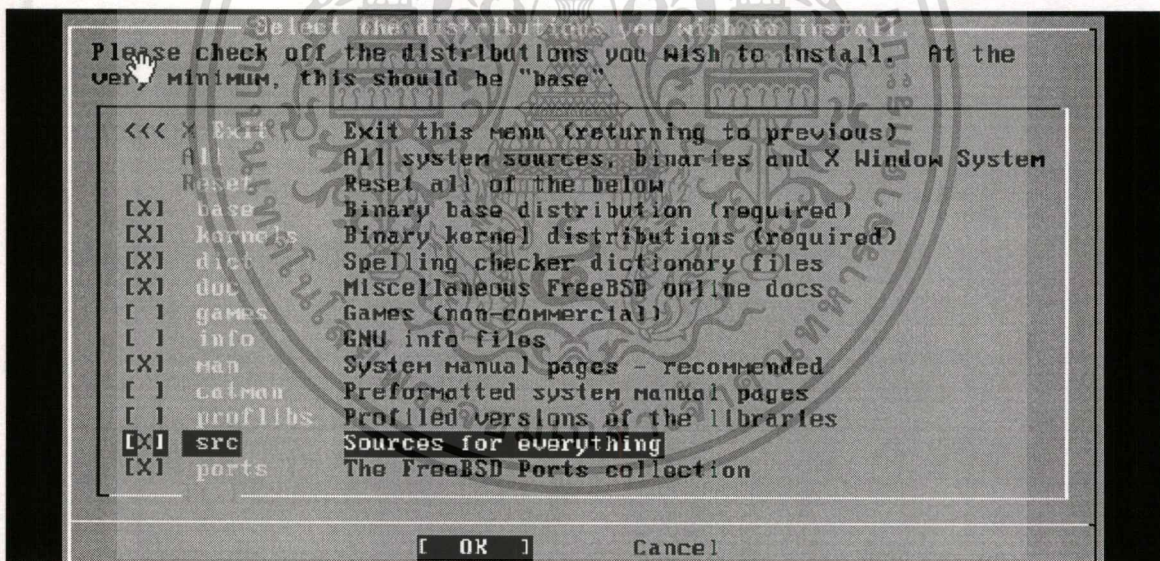 Select the distributions you wish to install.
Please check off the distributions you wish to install. At the
very minimum, this should be "base".
<<< X Exit Exit this menu (returning to previous)
All All system sources, binaries and X Window System
Reset Reset all of the below
[X] base Binary base distribution (required)
[X] kernels Binary kernel distributions (required)
[X] dict Spelling checker dictionary files
[X] doc Miscellaneous FreeBSD online docs
[ ] games Games (non-commercial)
[ ] info GNU info files
[X] man System manual pages - recommended
[ ] catman Preformatted system manual pages
[ ] proflibs Profiled versions of the libraries
[X] src Sources for everything
[X] ports The FreeBSD Ports collection
[ OK ] Cancel